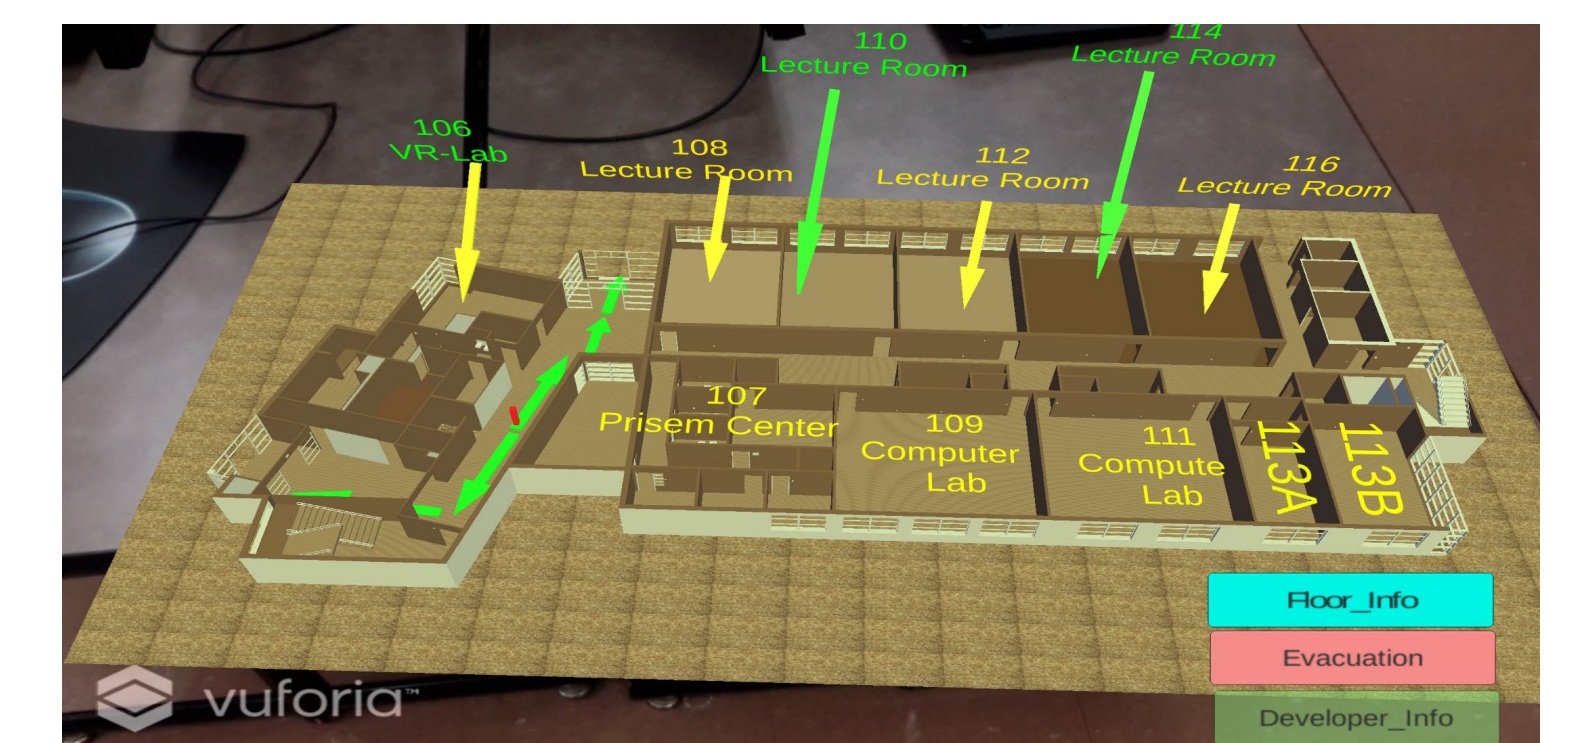 110
Lecture Room
114
Lecture Room
106
VR-Lab
108
Lecture Room
112
Lecture Room
116
Lecture Room
107
Prisem Center
109
Computer
Lab
111
Compute
Lab
113A
113B
Floor_Info
Evacuation
Developer_Info
vuforia™